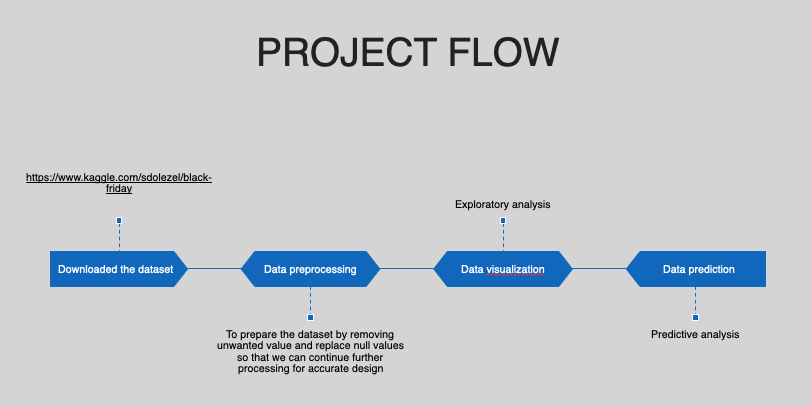 PROJECT FLOW
https://www.kaggle.com/sdolezel/black-
friday
Exploratory analysis
Downloaded the dataset
Data preprocessing
Data visualization
Data prediction
To prepare the dataset by removing
unwanted value and replace null values
so that we can continue further
processing for accurate design
Predictive analysis